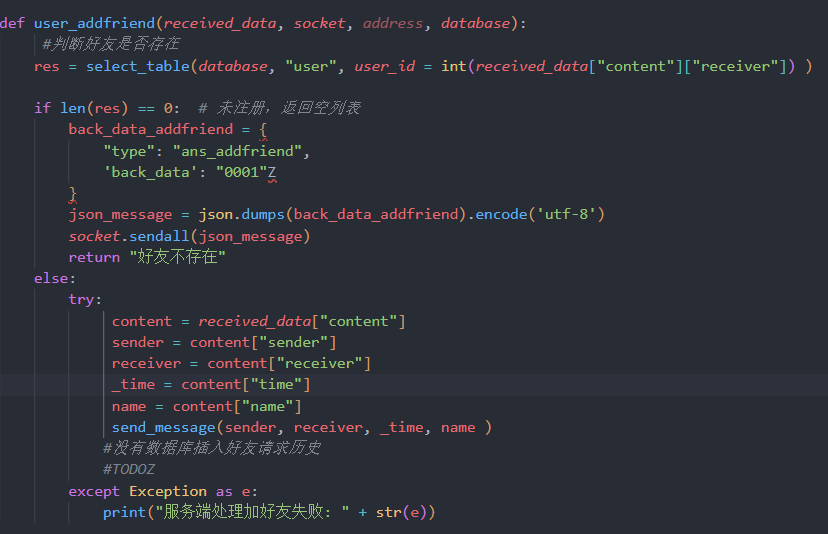 def user_addfriend(received_data, socket, address, database):
#判断好友是否存在
res = select_table(database, "user", user_id = int(received_data["content"]["receiver"]) )
if len(res) == 0:  # 未注册，返回空列表
back_data_addfriend = {
"type": "ans_addfriend",
'back_data': "0001"Z
}
json_message = json.dumps(back_data_addfriend).encode('utf-8')
socket.sendall(json_message)
return "好友不存在"
else:
try:
content = received_data["content"]
sender = content["sender"]
receiver = content["receiver"]
_time = content["time"]
name = content["name"]
send_message(sender, receiver, _time, name )
#没有数据库插入好友请求历史
#TODOZ
except Exception as e:
print("服务端处理加好友失败: " + str(e))